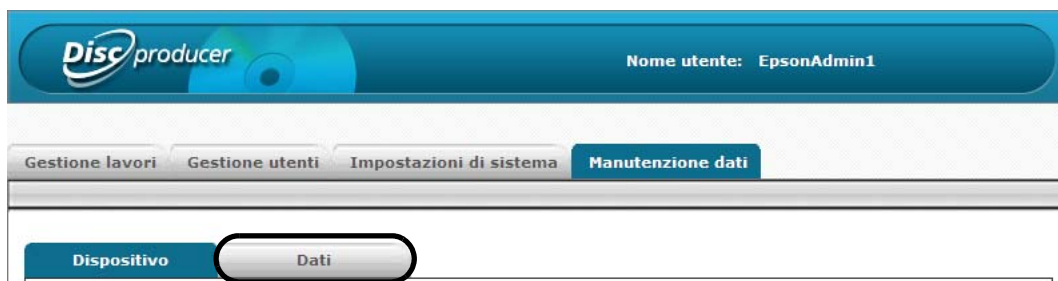 Disc producer
Nome utente: EpsonAdmin1
Gestione lavori Gestione utenti Impostazioni di sistema Manutenzione dati
Dispositivo Dati